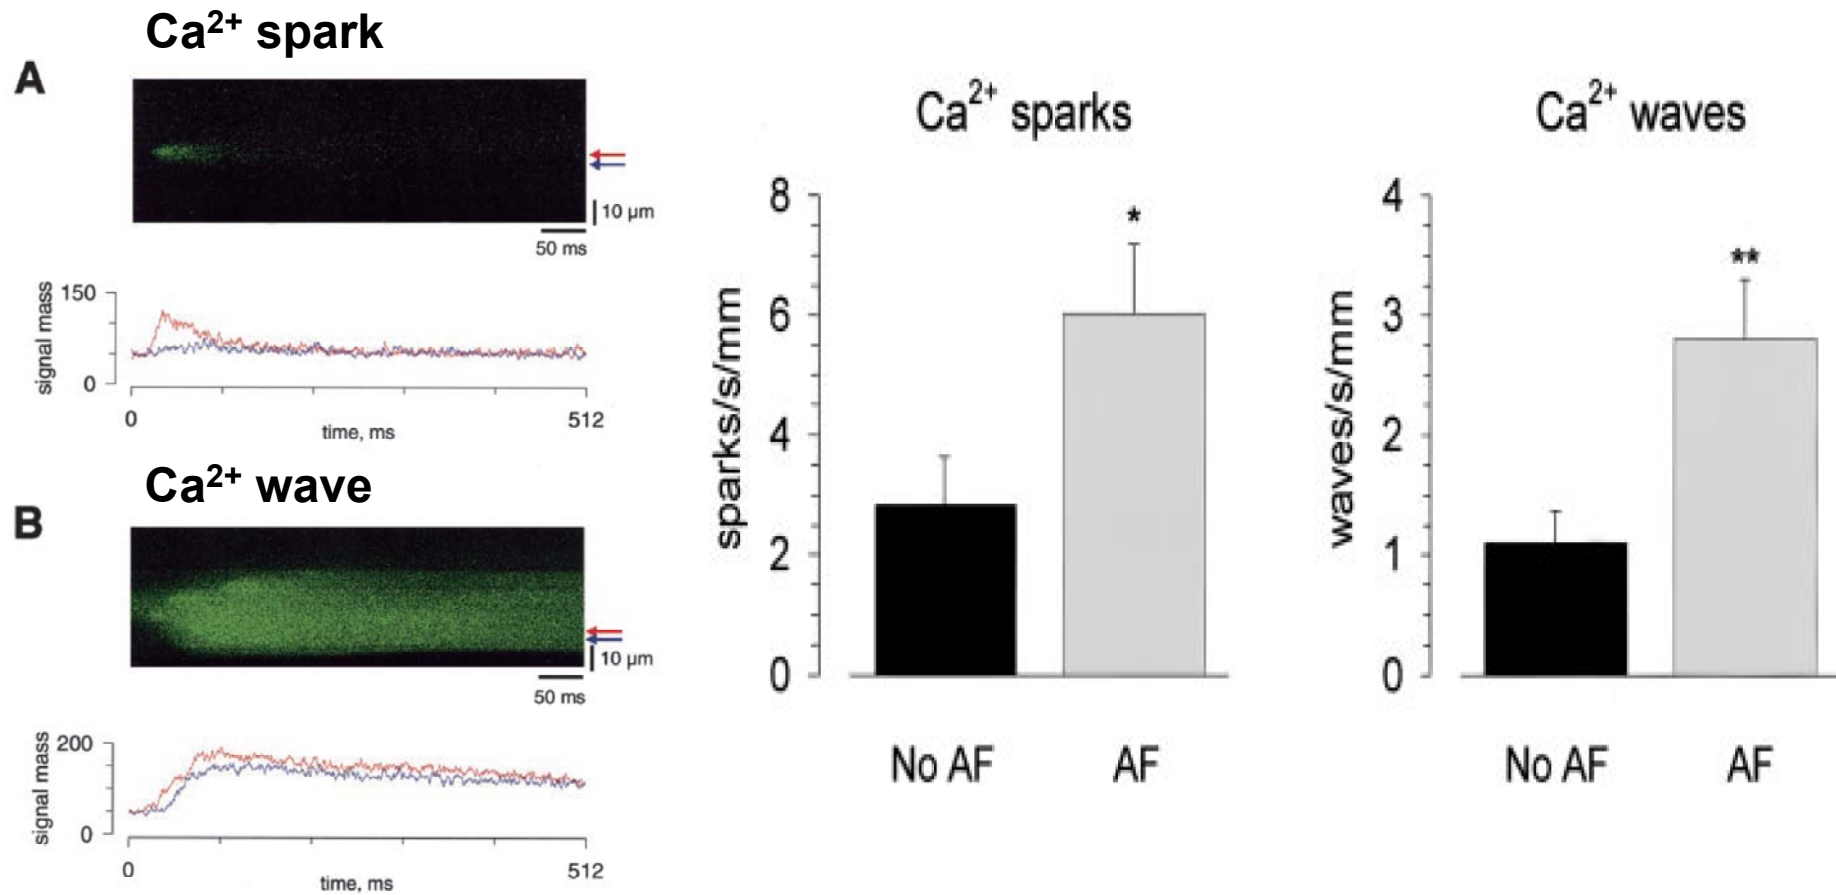 Ca²⁺ spark
A
10 µm
50 ms
signal mass
150
0
0
512
time, ms
Ca²⁺ wave
B
10 µm
50 ms
signal mass
200
0
0
512
time, ms
Ca²⁺ sparks
sparks/s/mm
8
6
4
2
0
*
No AF
AF
Ca²⁺ waves
waves/s/mm
4
3
2
1
0
**
No AF
AF